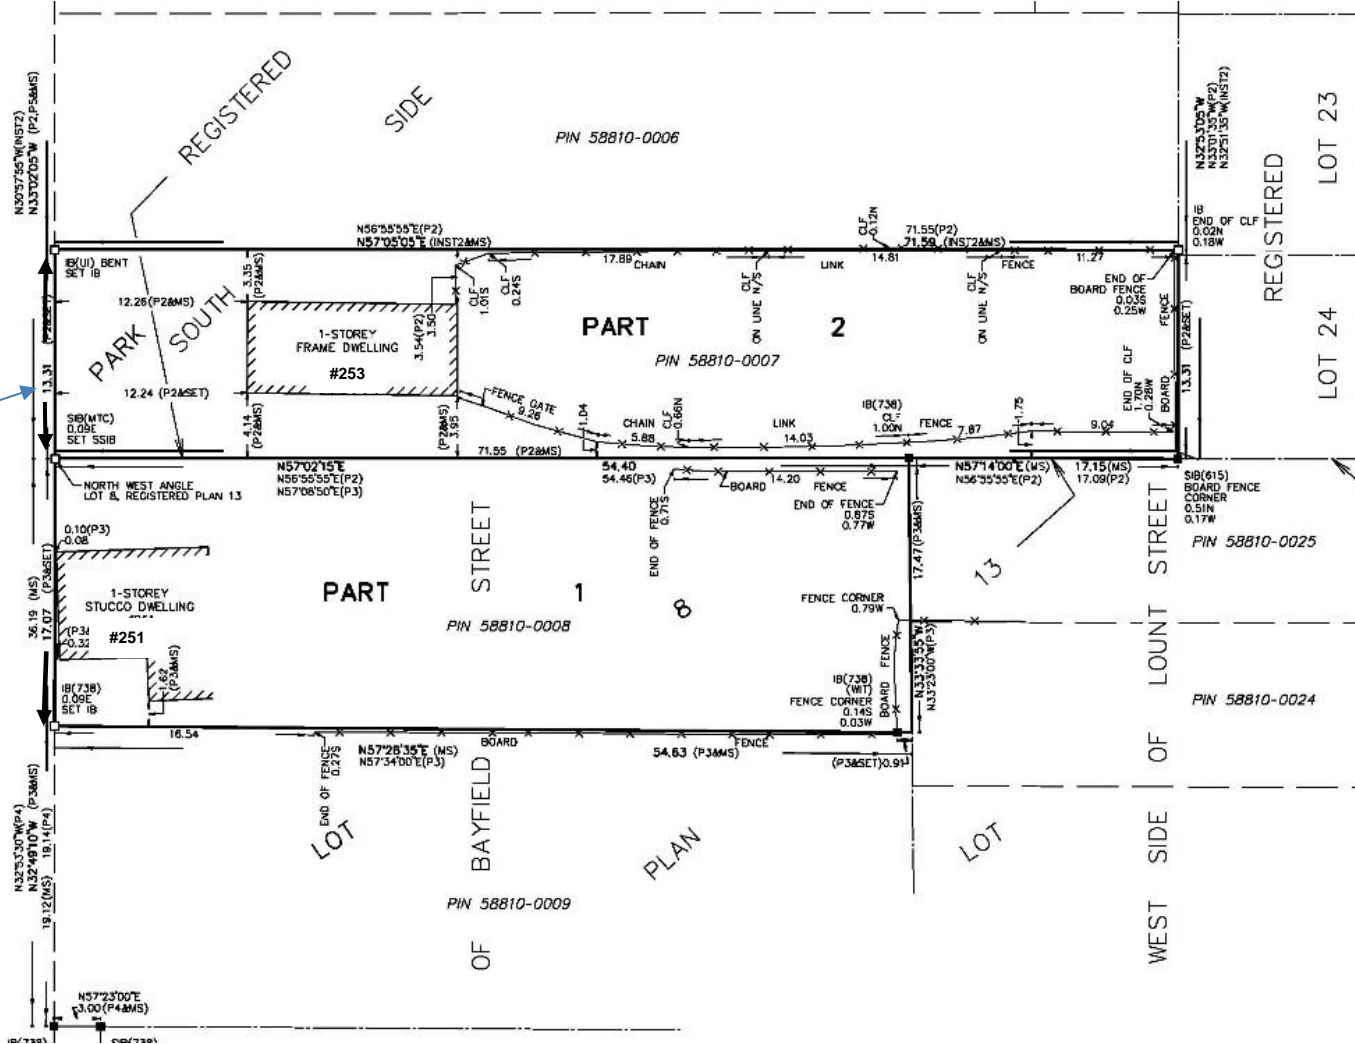 N30°57'55"W(INST2)
N33°02'05"W (P2,P5&MS)
REGISTERED
SIDE
PIN 58810-0006
N32°53'05"W
N33°01'35"W(P2)
N32°51'35"W(INST2)
LOT 23
REGISTERED
LOT 24
IB
END OF CLF
0.02N
0.18W
N56°55'55"E(P2)
N57°05'05"E (INST2&MS)
CLF
0.12N
71.55(P2)
71.59 (INST2&MS)
IB(UI) BENT
SET IB
3.35
(P2&MS)
CLF
1.01S
CLF
0.24S
17.89
CHAIN
LINK
14.81
FENCE
11.27
CLF
ON LINE N/S
CLF
ON LINE N/S
END OF
BOARD FENCE
0.03S
0.25W
FENCE
BOARD
13.31
(P2&SET)
(P2&SET)
13.31
12.26(P2&MS)
PARK
SOUTH
1-STOREY
FRAME DWELLING
#253
3.54(P2)
3.50
PART 2
PIN 58810-0007
12.24 (P2&SET)
FENCE GATE
9.26
END OF CLF
1.70N
0.28W
SIB(MTC)
0.09E
SET SSIB
4.14
(P2&MS)
(P2&MS)
3.95
1.04
CHAIN
5.88
CLF
0.66N
LINK
14.03
IB(738)
CLF
1.00N
FENCE
7.87
1.75
9.04
71.55 (P2&MS)
N57°02'15"E
N56°55'55"E(P2)
N57°08'50"E(P3)
54.40
54.46(P3)
N57°14'00"E (MS)
N56°55'55"E(P2)
17.15(MS)
17.09(P2)
NORTH WEST ANGLE
LOT 8, REGISTERED PLAN 13
BOARD
14.20
FENCE
END OF FENCE
0.71S
END OF FENCE
0.87S
0.77W
SIB(615)
BOARD FENCE
CORNER
0.51N
0.17W
PIN 58810-0025
17.47(P3&MS)
13
0.10(P3)
0.08
36.19 (MS)
17.07 (P3&SET)
1-STOREY
STUCCO DWELLING
#251
PART 1
8
STREET
STREET
PIN 58810-0008
FENCE CORNER
0.79W
1.62
(P3&MS)
N33°33'55"W
N33°23'00"W(P3)
BOARD FENCE
LOUNT
PIN 58810-0024
IB(738)
0.09E
SET IB
IB(738)
(WIT)
FENCE CORNER
0.14S
0.03W
16.54
END OF FENCE
0.27S
N57°28'35"E (MS)
N57°34'00"E(P3)
BOARD
54.63 (P3&MS)
FENCE
(P3&SET)0.91
OF
BAYFIELD
LOT
PLAN
LOT
SIDE
N32°53'30"W(P4)
N32°49'10"W (P3&MS)
19.12(MS) 19.14(P4)
PIN 58810-0009
OF
WEST
N57°23'00"E
3.00(P4&MS)
IB(738)
SIB(738)